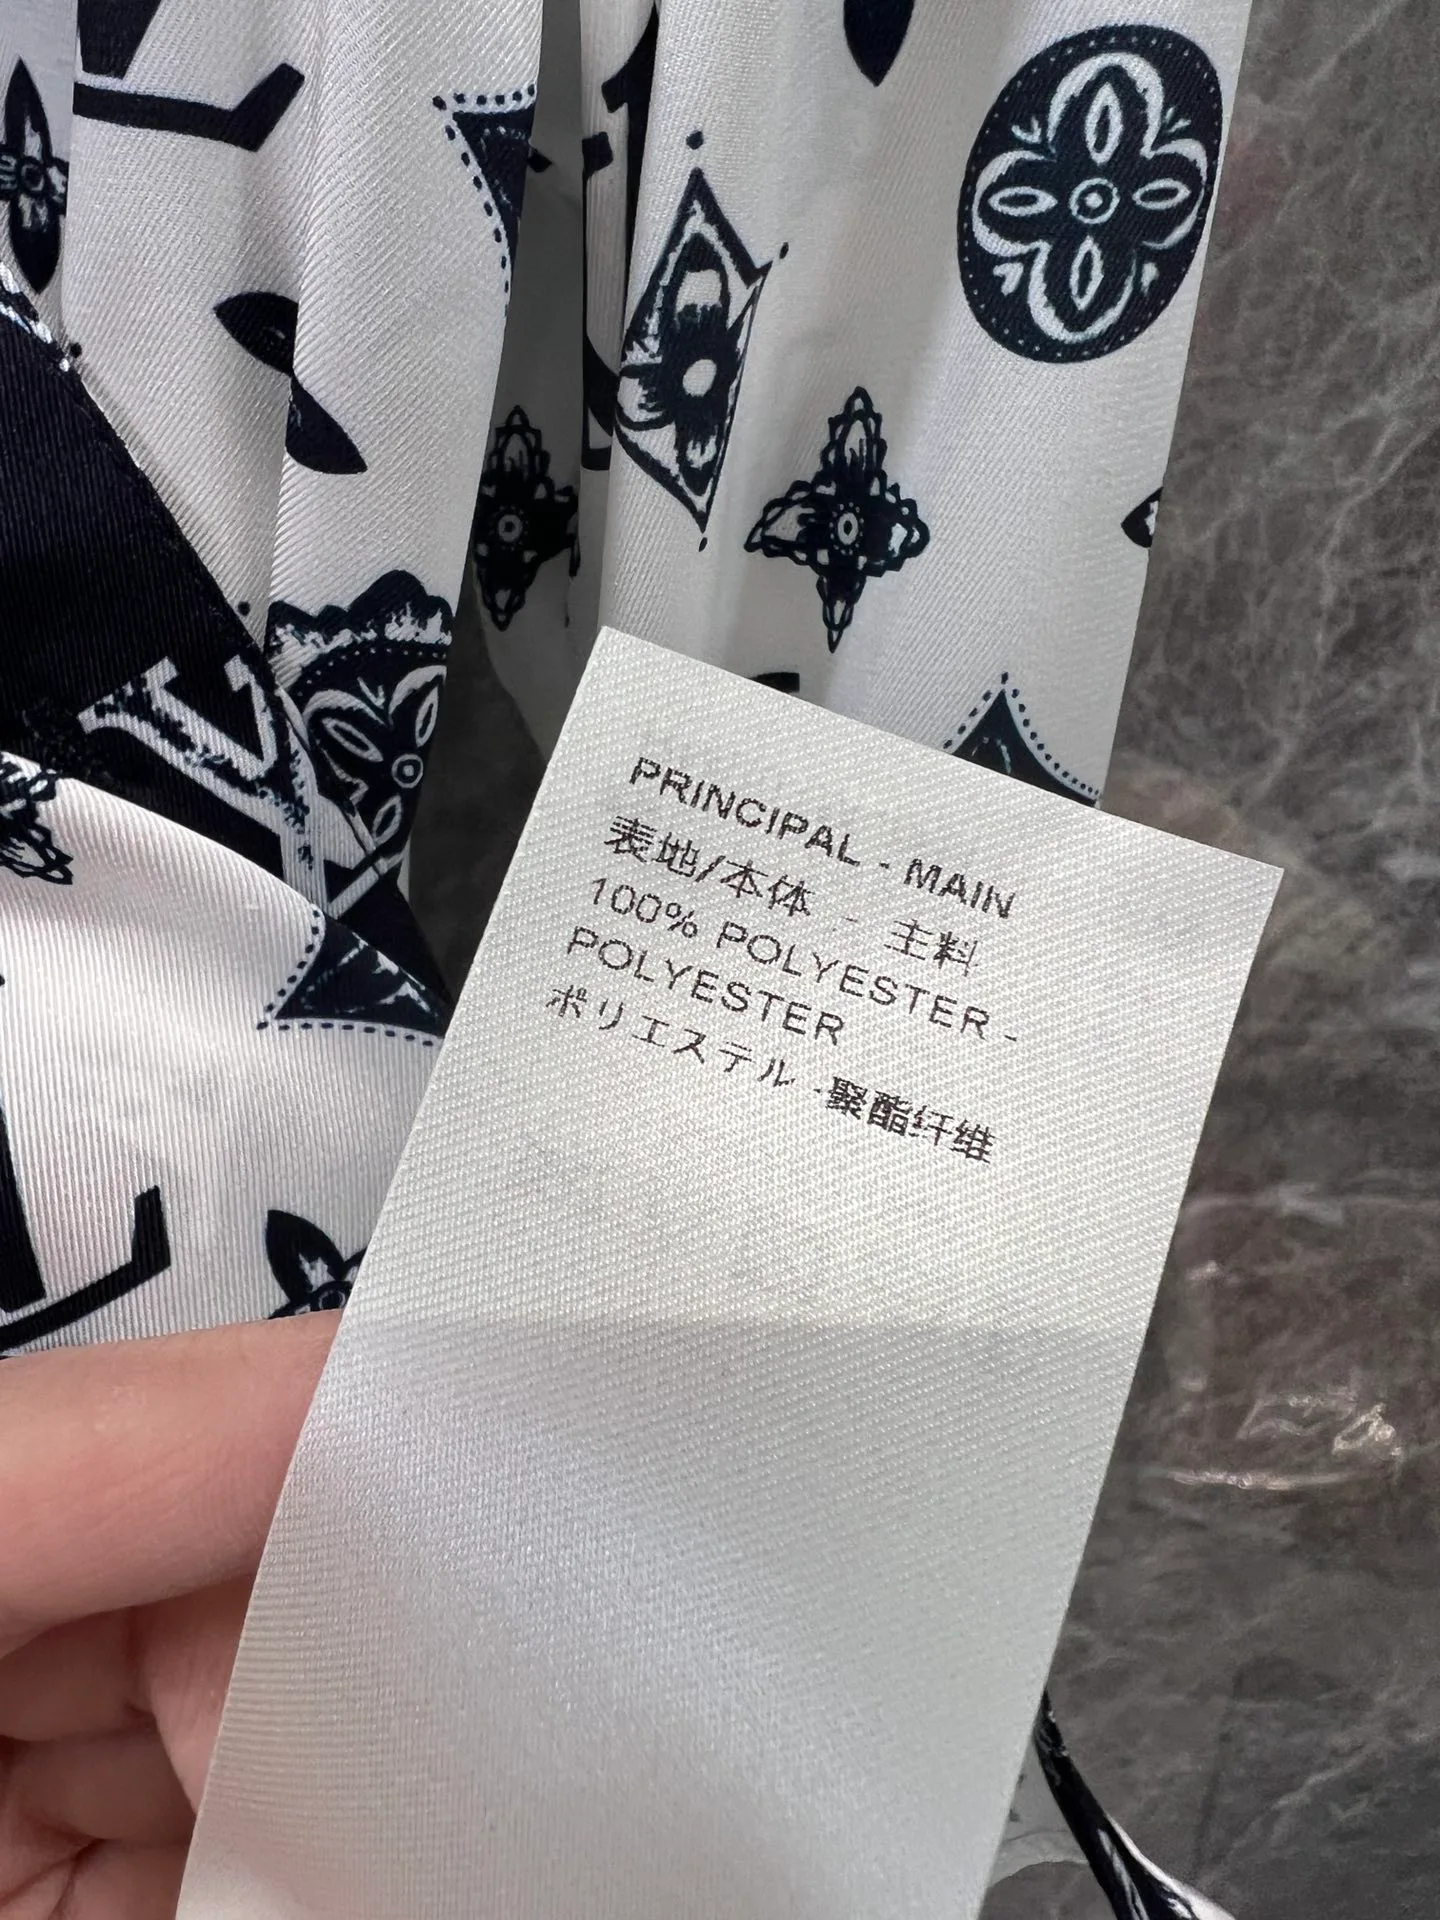 PRINCIPAL - MAIN
表地/本体 - 主料
100% POLYESTER -
POLYESTER
ポリエステル -聚酯纤维